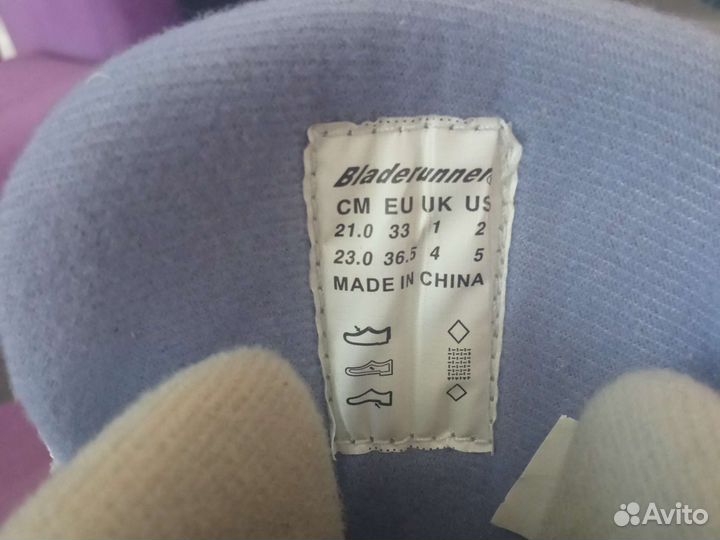 Bladerunner®
CM EU UK US
21.0 33 1 2
23.0 36.5 4 5
MADE IN CHINA
Avito